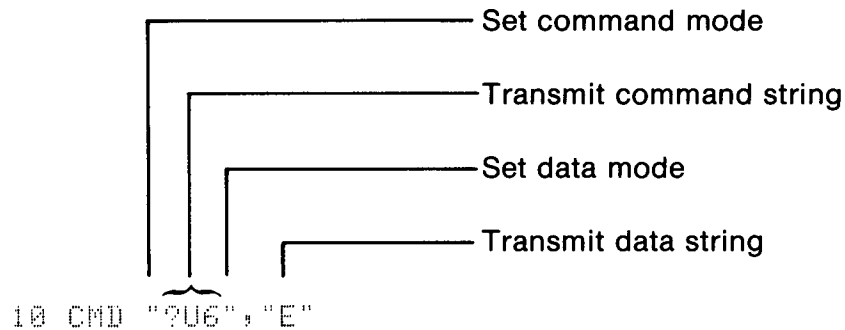 Set command mode
Transmit command string
Set data mode
Transmit data string
10 CMD "?U6","E"